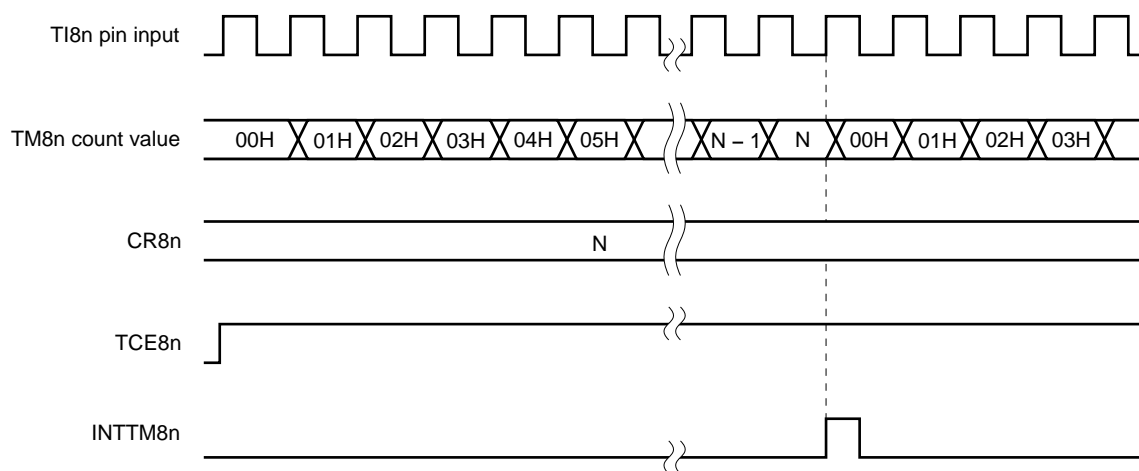 TI8n pin input
TM8n count value 00H 01H 02H 03H 04H 05H N – 1 N 00H 01H 02H 03H
CR8n N
TCE8n
INTTM8n